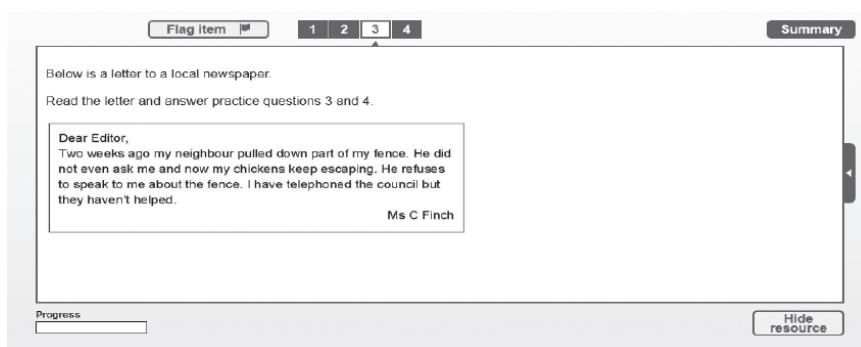 Flag item
1 2 3 4
Summary
Below is a letter to a local newspaper.
Read the letter and answer practice questions 3 and 4.
Dear Editor,
Two weeks ago my neighbour pulled down part of my fence. He did
not even ask me and now my chickens keep escaping. He refuses
to speak to me about the fence. I have telephoned the council but
they haven't helped.
Ms C Finch
Progress
Hide
resource